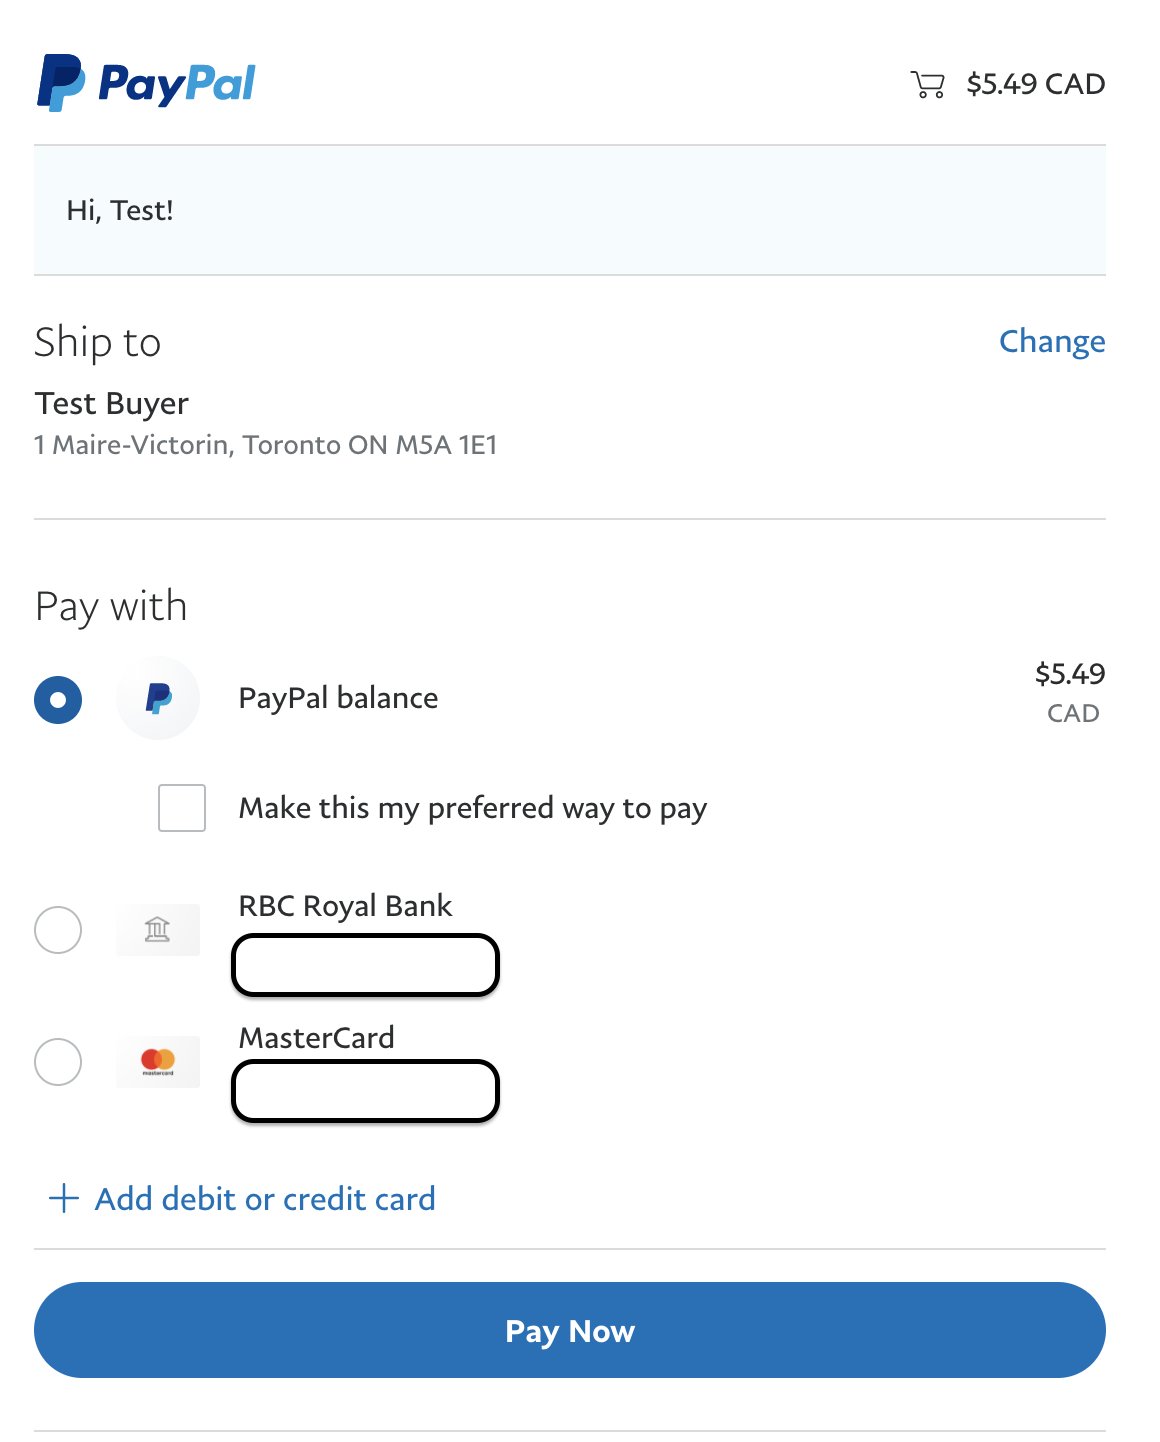 PayPal
$5.49 CAD
Hi, Test!
Ship to
Change
Test Buyer
1 Maire-Victorin, Toronto ON M5A 1E1
Pay with
PayPal balance
$5.49
CAD
Make this my preferred way to pay
RBC Royal Bank
MasterCard
mastercard
Add debit or credit card
Pay Now